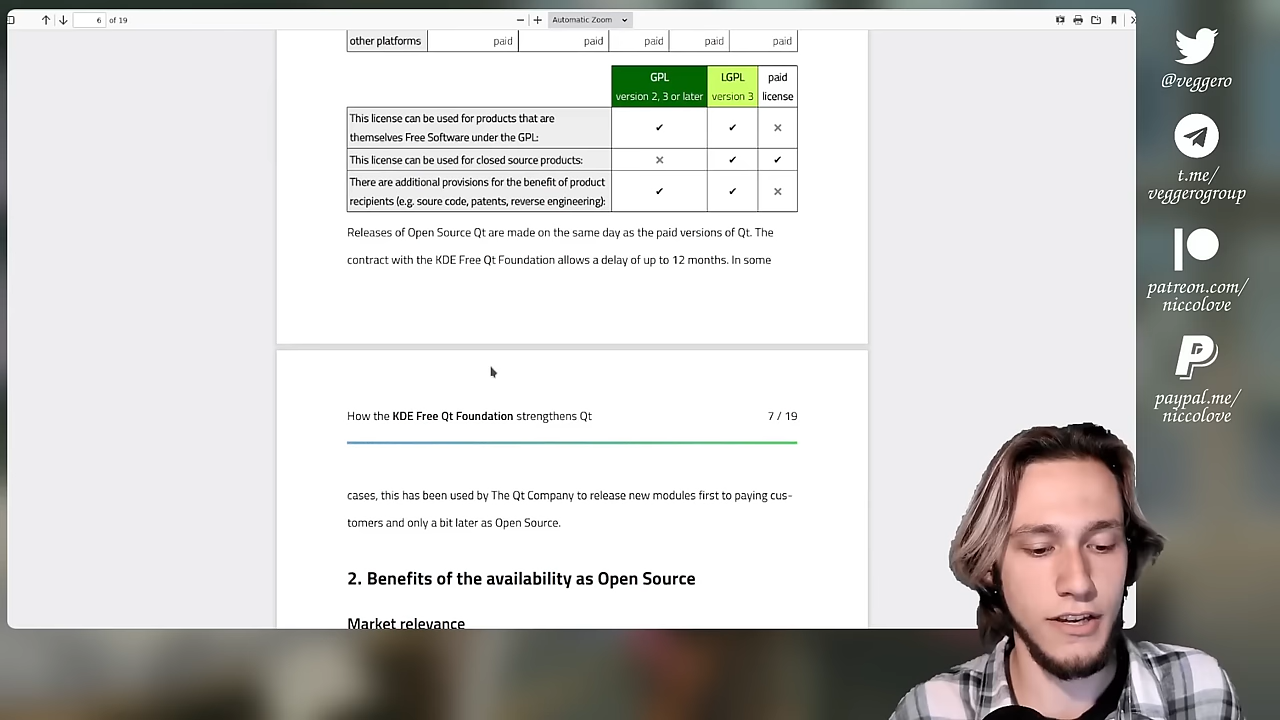 6 of 19
Automatic Zoom
other platforms paid paid paid paid paid
GPL LGPL paid
version 2, 3 or later version 3 license
This license can be used for products that are
themselves Free Software under the GPL: ✔ ✔ ✕
This license can be used for closed source products: ✕ ✔ ✔
There are additional provisions for the benefit of product
recipients (e.g. soure code, patents, reverse engineering): ✔ ✔ ✕
Releases of Open Source Qt are made on the same day as the paid versions of Qt. The
contract with the KDE Free Qt Foundation allows a delay of up to 12 months. In some
How the KDE Free Qt Foundation strengthens Qt 7 / 19
cases, this has been used by The Qt Company to release new modules first to paying cus-
tomers and only a bit later as Open Source.
2. Benefits of the availability as Open Source
Market relevance
@veggero
t.me/
veggerogroup
patreon.com/
niccolove
paypal.me/
niccolove